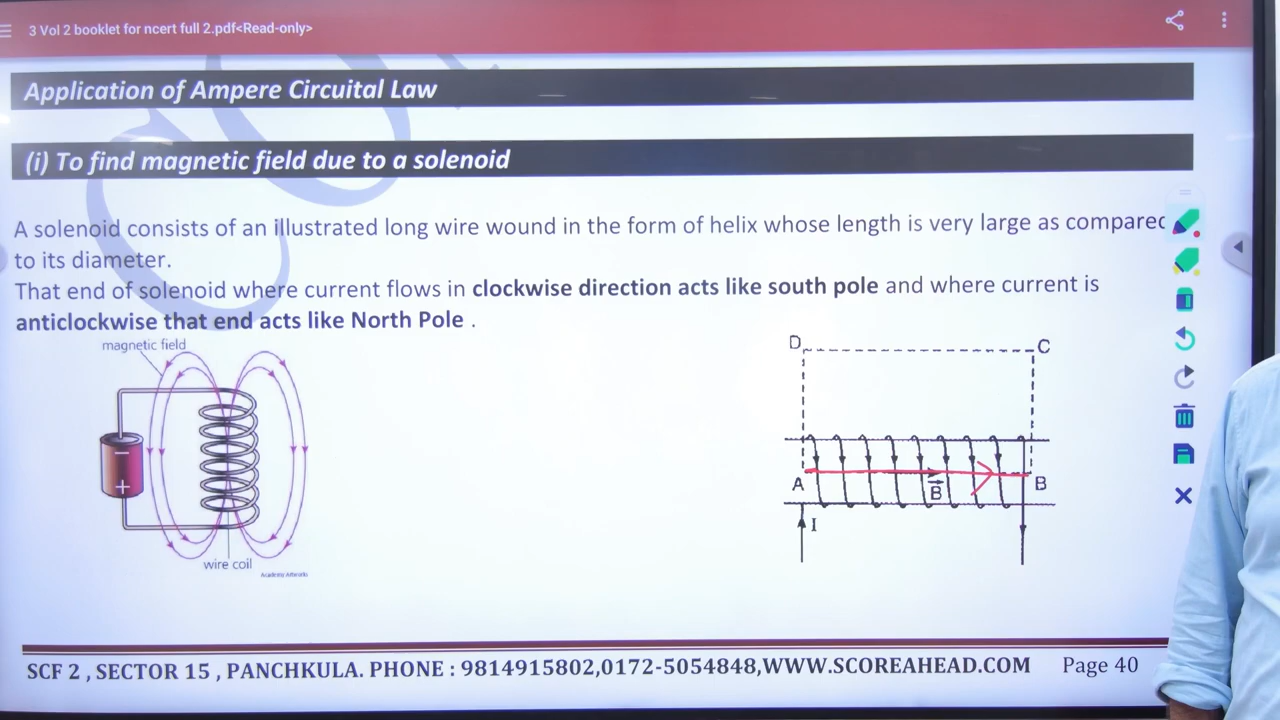 3 Vol 2 booklet for ncert full 2.pdf<Read-only>
Application of Ampere Circuital Law
(i) To find magnetic field due to a solenoid
A solenoid consists of an illustrated long wire wound in the form of helix whose length is very large as compared
to its diameter.
That end of solenoid where current flows in clockwise direction acts like south pole and where current is
anticlockwise that end acts like North Pole .
magnetic field
wire coil
Academy Artworks
D
C
A
B
B
I
SCF 2 , SECTOR 15 , PANCHKULA. PHONE : 9814915802,0172-5054848,WWW.SCOREAHEAD.COM Page 40